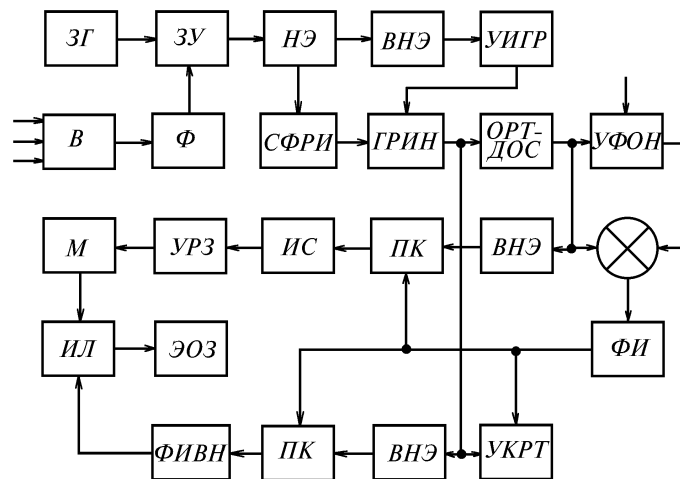 ЗГ
ЗУ
НЭ
ВНЭ
УИГР
В
Ф
СФРИ
ГРИН
ОРТ-
ДОС
УФОН
М
УРЗ
ИС
ПК
ВНЭ
ИЛ
ЭОЗ
ФИ
ФИВН
ПК
ВНЭ
УКРТ